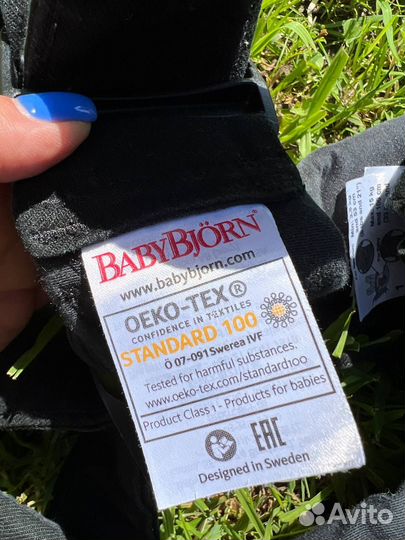 BABYBJÖRN®
www.babybjorn.com
OEKO-TEX®
CONFIDENCE IN TEXTILES
STANDARD 100
Ö 07-091 Swerea IVF
Tested for harmful substances.
www.oeko-tex.com/standard100
Product Class 1 - Products for babies
EAC
Designed in Sweden
Avito